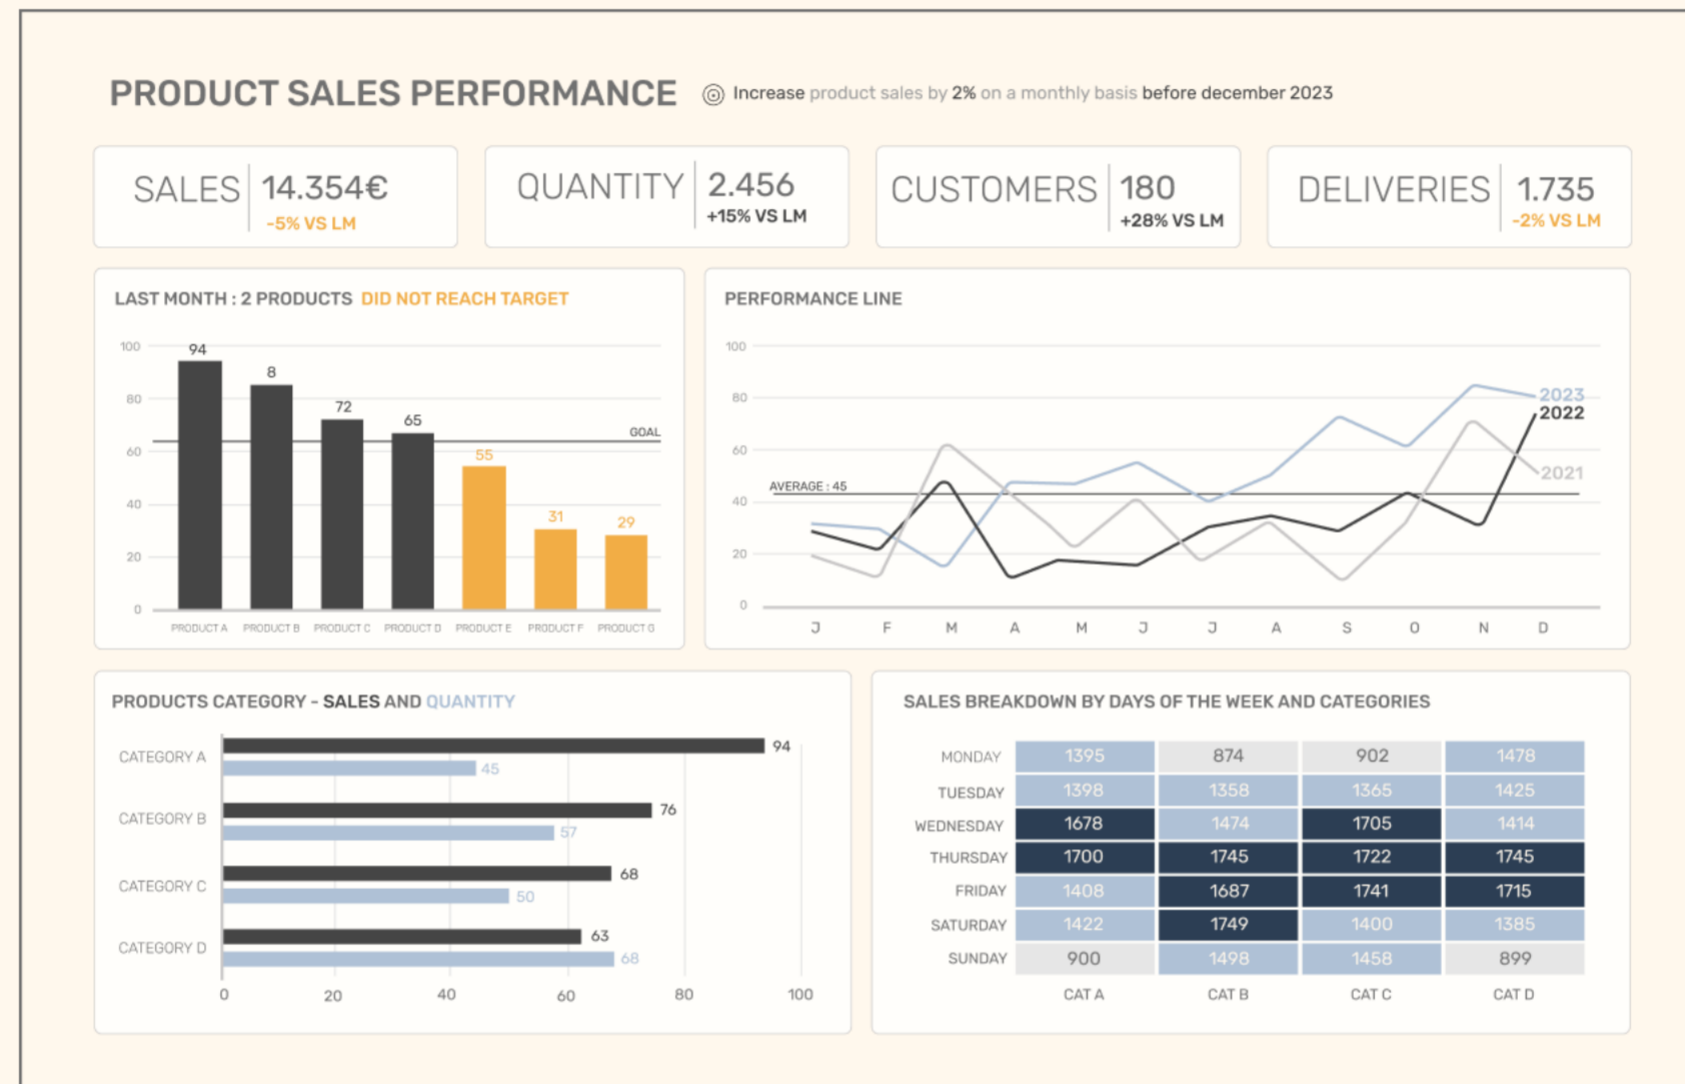 PRODUCT SALES PERFORMANCE
Increase product sales by 2% on a monthly basis before december 2023
SALES
14.354€
-5% VS LM
QUANTITY
2.456
+15% VS LM
CUSTOMERS
180
+28% VS LM
DELIVERIES
1.735
-2% VS LM
LAST MONTH : 2 PRODUCTS DID NOT REACH TARGET
100
80
60
40
20
0
94
8
72
65
55
31
29
GOAL
PRODUCT A PRODUCT B PRODUCT C PRODUCT D PRODUCT E PRODUCT F PRODUCT G
PERFORMANCE LINE
100
80
60
40
20
0
AVERAGE : 45
2023
2022
2021
J F M A M J J A S O N D
PRODUCTS CATEGORY - SALES AND QUANTITY
CATEGORY A
94
45
CATEGORY B
76
57
CATEGORY C
68
50
CATEGORY D
63
68
0 20 40 60 80 100
SALES BREAKDOWN BY DAYS OF THE WEEK AND CATEGORIES
MONDAY 1395 874 902 1478
TUESDAY 1398 1358 1365 1425
WEDNESDAY 1678 1474 1705 1414
THURSDAY 1700 1745 1722 1745
FRIDAY 1408 1687 1741 1715
SATURDAY 1422 1749 1400 1385
SUNDAY 900 1498 1458 899
CAT A CAT B CAT C CAT D